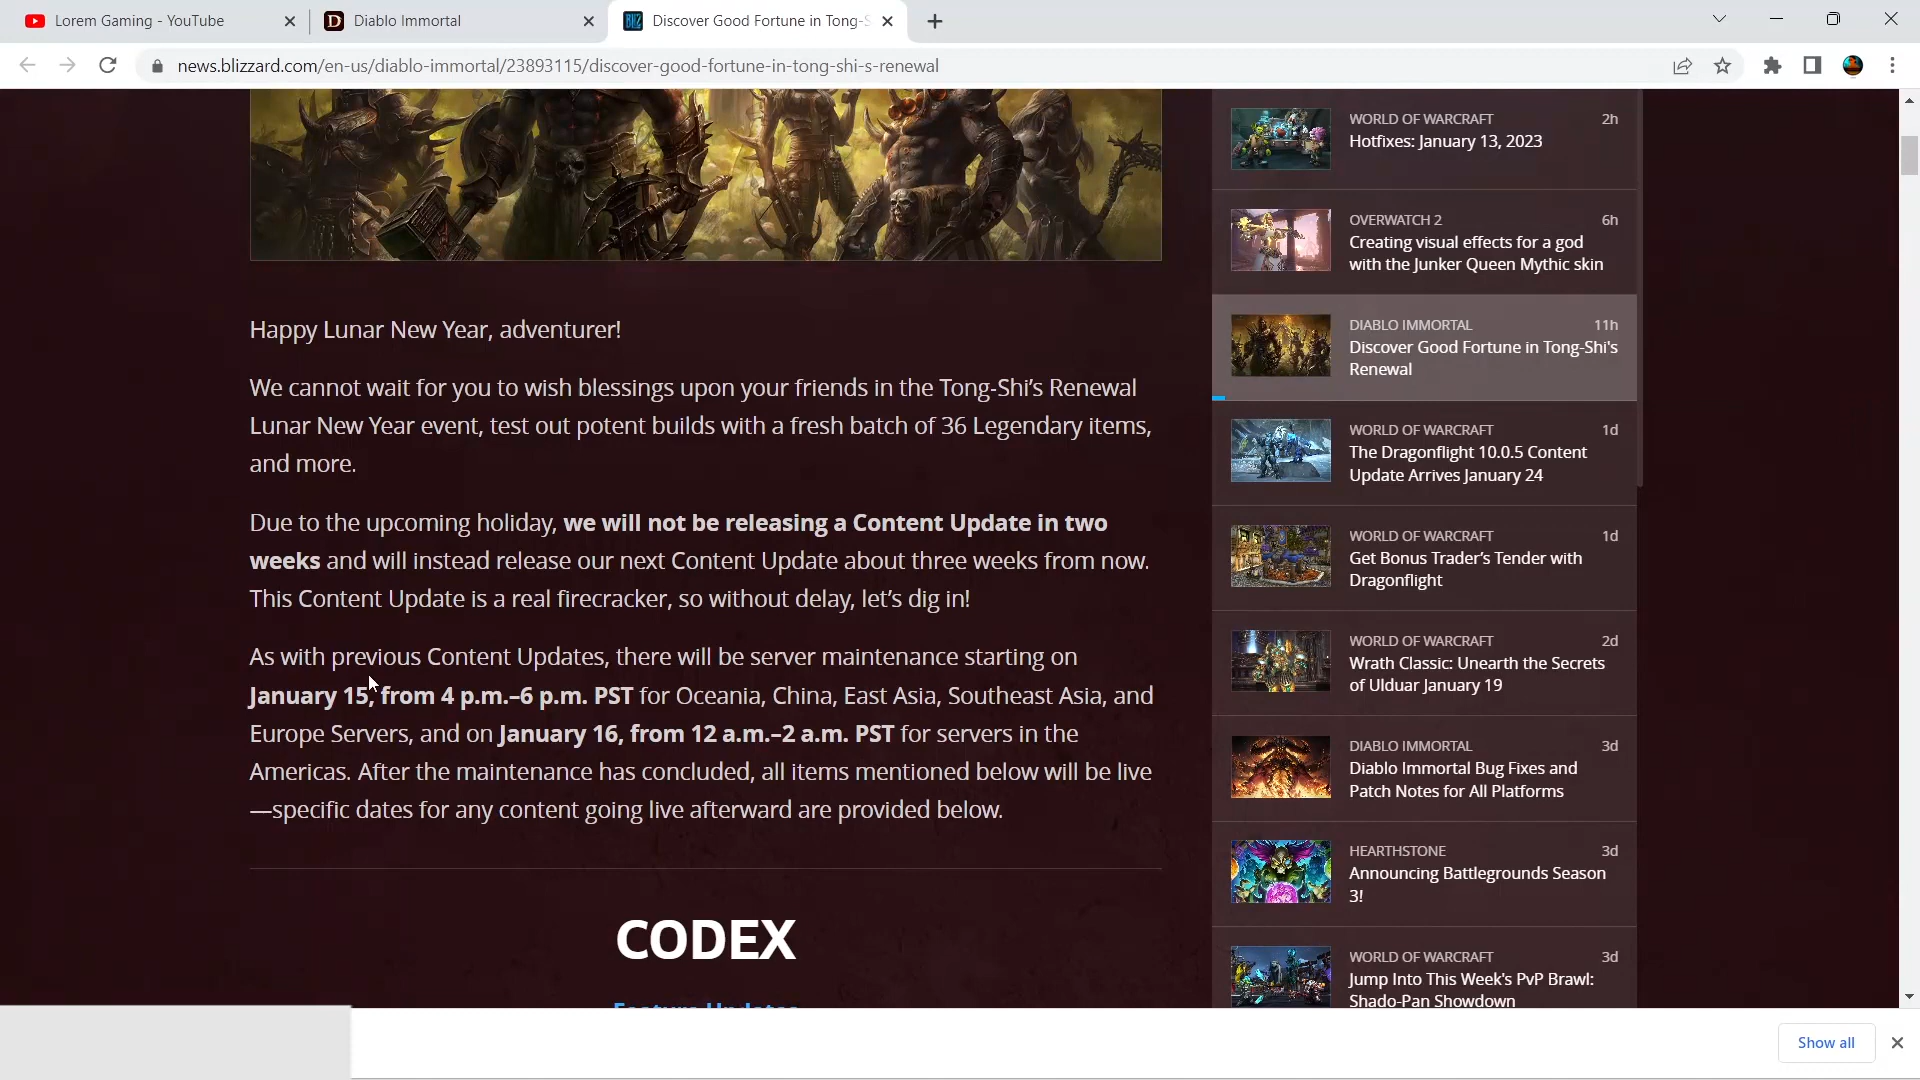 Lorem Gaming - YouTube
Diablo Immortal
Discover Good Fortune in Tong-S
news.blizzard.com/en-us/diablo-immortal/23893115/discover-good-fortune-in-tong-shi-s-renewal
Happy Lunar New Year, adventurer!
We cannot wait for you to wish blessings upon your friends in the Tong-Shi’s Renewal
Lunar New Year event, test out potent builds with a fresh batch of 36 Legendary items,
and more.
Due to the upcoming holiday, we will not be releasing a Content Update in two
weeks and will instead release our next Content Update about three weeks from now.
This Content Update is a real firecracker, so without delay, let’s dig in!
As with previous Content Updates, there will be server maintenance starting on
January 15, from 4 p.m.–6 p.m. PST for Oceania, China, East Asia, Southeast Asia, and
Europe Servers, and on January 16, from 12 a.m.–2 a.m. PST for servers in the
Americas. After the maintenance has concluded, all items mentioned below will be live
—specific dates for any content going live afterward are provided below.
CODEX
Feature Updates
WORLD OF WARCRAFT 2h
Hotfixes: January 13, 2023
OVERWATCH 2 6h
Creating visual effects for a god
with the Junker Queen Mythic skin
DIABLO IMMORTAL 11h
Discover Good Fortune in Tong-Shi's
Renewal
WORLD OF WARCRAFT 1d
The Dragonflight 10.0.5 Content
Update Arrives January 24
WORLD OF WARCRAFT 1d
Get Bonus Trader’s Tender with
Dragonflight
WORLD OF WARCRAFT 2d
Wrath Classic: Unearth the Secrets
of Ulduar January 19
DIABLO IMMORTAL 3d
Diablo Immortal Bug Fixes and
Patch Notes for All Platforms
HEARTHSTONE 3d
Announcing Battlegrounds Season
3!
WORLD OF WARCRAFT 3d
Jump Into This Week's PvP Brawl:
Shado-Pan Showdown
Show all